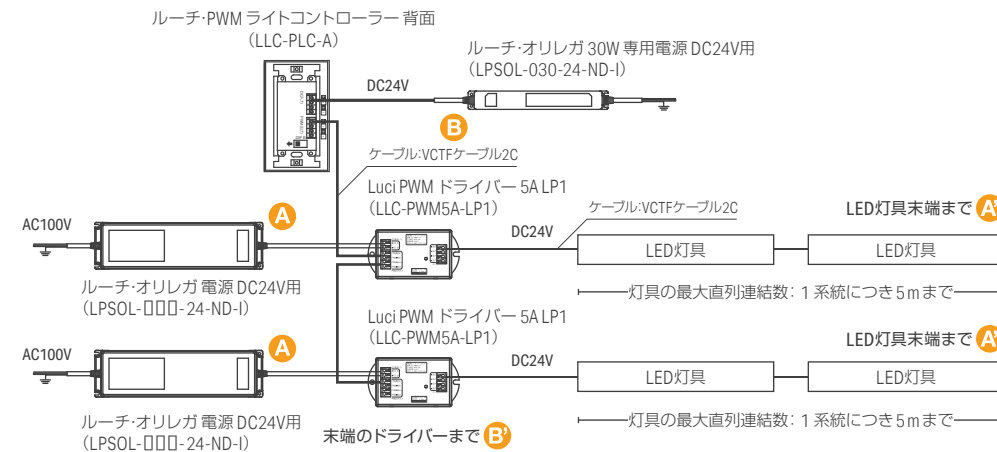 ルーチ・PWM ライトコントローラー 背面
（LLC-PLC-A）
ルーチ・オリレガ 30W 専用電源 DC24V用
（LPSOL-030-24-ND-I）
DC24V
B
ケーブル:VCTFケーブル2C
Luci PWM ドライバー 5A LP1
（LLC-PWM5A-LP1）
AC100V
A
DC24V
ケーブル:VCTFケーブル2C
LED灯具末端まで A'
LED灯具
LED灯具
ルーチ・オリレガ 電源 DC24V用
（LPSOL-▯▯▯-24-ND-I）
灯具の最大直列連結数：1系統につき5mまで
Luci PWM ドライバー 5A LP1
（LLC-PWM5A-LP1）
AC100V
A
DC24V
LED灯具末端まで A'
LED灯具
LED灯具
ルーチ・オリレガ 電源 DC24V用
（LPSOL-▯▯▯-24-ND-I）
末端のドライバーまで B'
灯具の最大直列連結数：1系統につき5mまで